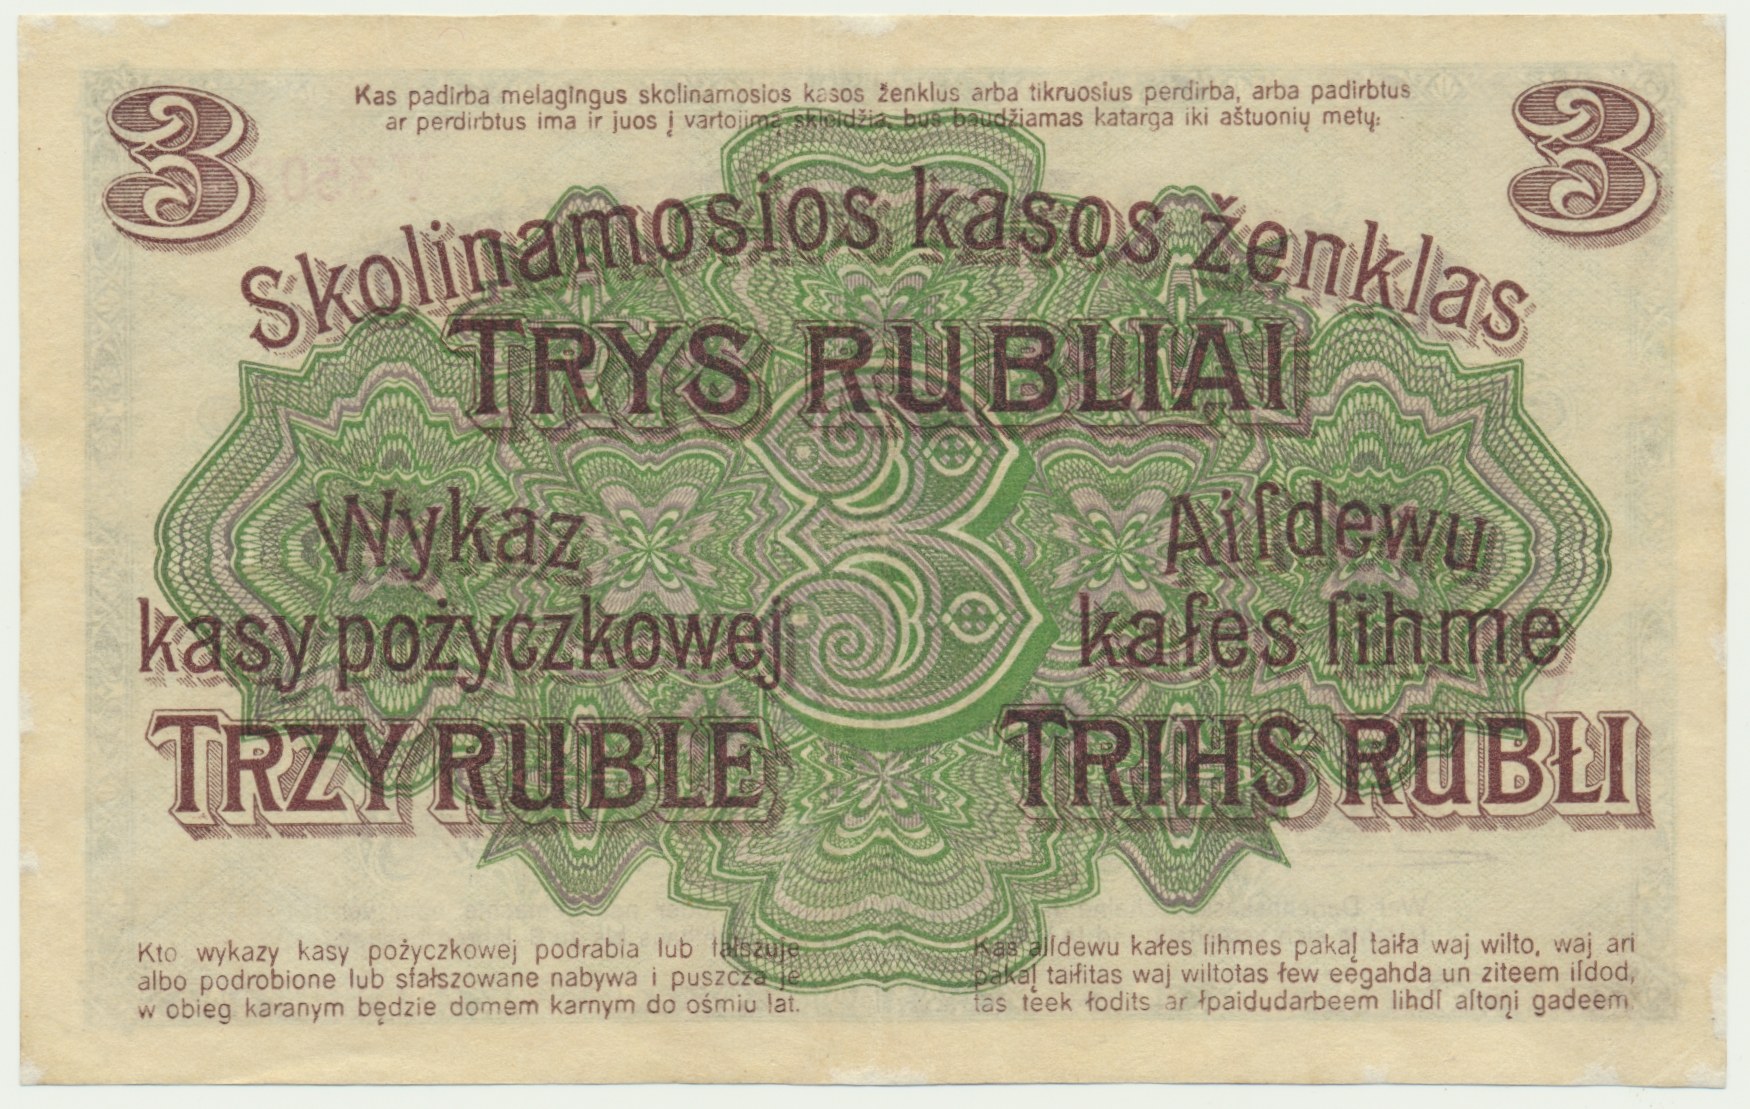 3
3
Kas padirba melagingus skolinamosios kasos ženklus arba tikruosius perdirba, arba padirbtus
ar perdirbtus ima ir juos į vartojimą skleidžia, bus baudžiamas katarga iki aštuonių metų.
Skolinamosios kasos ženklas
TRYS RUBLIĄI
3
Wykaz
kasy pożyczkowej
TRZY RUBLE
Aiſdewu
kaſes ſihme
TRIHS RUBŁI
Kto wykazy kasy pożyczkowej podrabia lub fałszuje
albo podrobione lub sfałszowane nabywa i puszcza je
w obieg karanym będzie domem karnym do ośmiu lat.
Kas aiſdewu kaſes ſihmes pakaļ taiſa waj wilto, waj ari
pakaļ taiſitas waj wiltotas ſew eegahda un ziteem iſdod,
tas teek ſodits ar ſpaidudarbeem lihdſ aſtoņi gadeem.